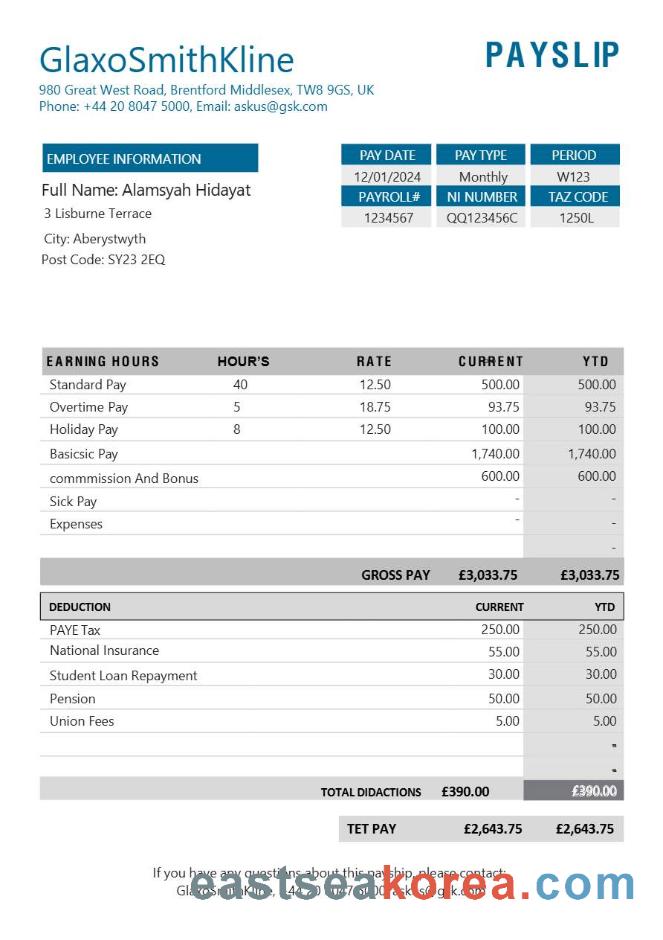 GlaxoSmithKline
PAYSLIP
980 Great West Road, Brentford Middlesex, TW8 9GS, UK
Phone: +44 20 8047 5000, Email: askus@gsk.com
EMPLOYEE INFORMATION
PAY DATE PAY TYPE PERIOD
12/01/2024 Monthly W123
PAYROLL# NI NUMBER TAZ CODE
1234567 QQ123456C 1250L
Full Name: Alamsyah Hidayat
3 Lisburne Terrace
City: Aberystwyth
Post Code: SY23 2EQ
EARNING HOURS HOUR'S RATE CURRENT YTD
Standard Pay 40 12.50 500.00 500.00
Overtime Pay 5 18.75 93.75 93.75
Holiday Pay 8 12.50 100.00 100.00
Basicsic Pay 1,740.00 1,740.00
commmission And Bonus 600.00 600.00
Sick Pay - -
Expenses - -
-
GROSS PAY £3,033.75 £3,033.75
DEDUCTION CURRENT YTD
PAYE Tax 250.00 250.00
National Insurance 55.00 55.00
Student Loan Repayment 30.00 30.00
Pension 50.00 50.00
Union Fees 5.00 5.00
-
-
TOTAL DIDACTIONS £390.00 £390.00
TET PAY £2,643.75 £2,643.75
If you have any questions about this payship, please contact:
GlaxoSmithKline, +44 20 8047 5000, askus@gsk.com
eastseakorea.com